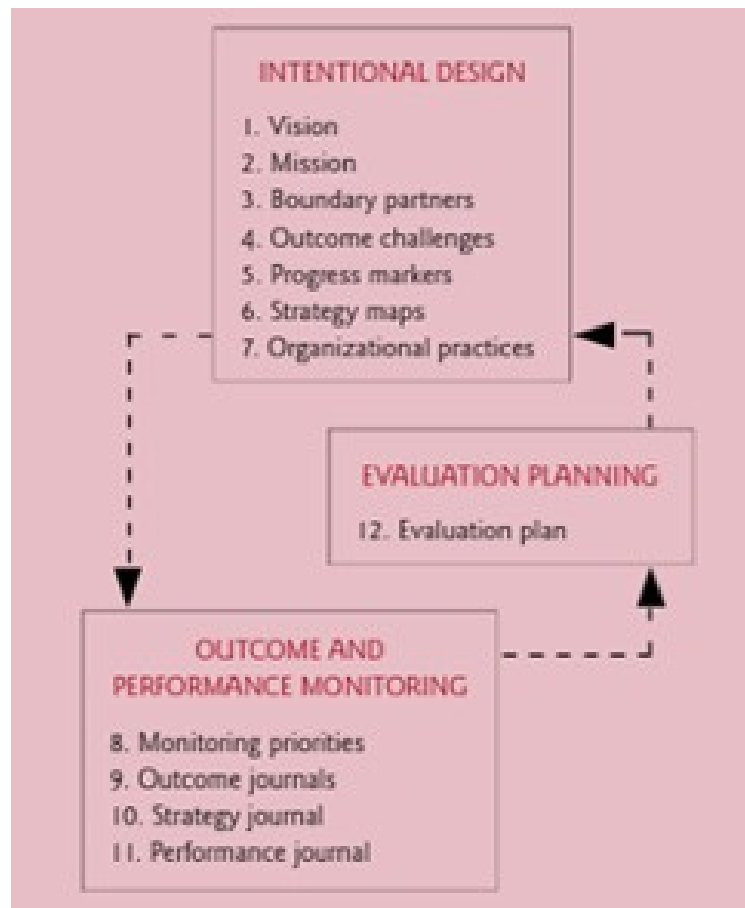 INTENTIONAL DESIGN
1. Vision
2. Mission
3. Boundary partners
4. Outcome challenges
5. Progress markers
6. Strategy maps
7. Organizational practices
EVALUATION PLANNING
12. Evaluation plan
OUTCOME AND
PERFORMANCE MONITORING
8. Monitoring priorities
9. Outcome journals
10. Strategy journal
11. Performance journal